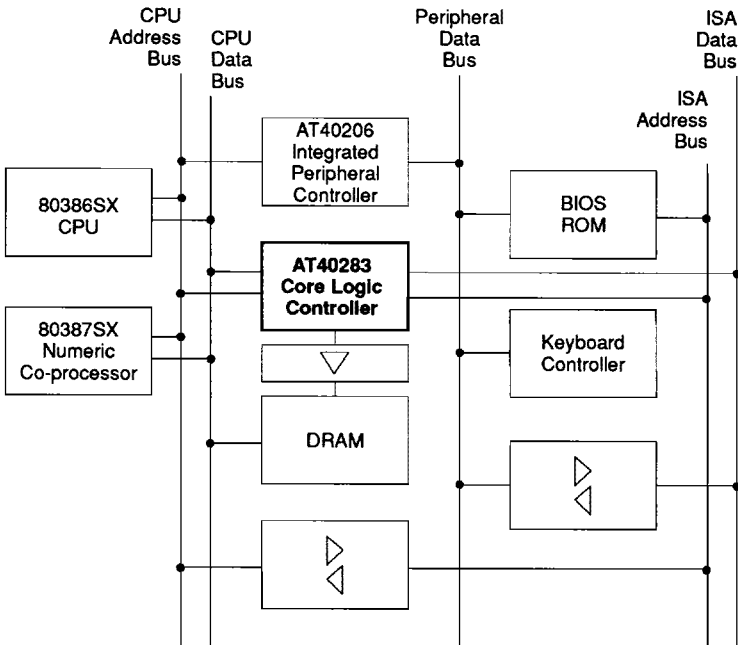 CPU
Address
Bus
CPU
Data
Bus
Peripheral
Data
Bus
ISA
Data
Bus
ISA
Address
Bus
AT40206
Integrated
Peripheral
Controller
80386SX
CPU
BIOS
ROM
AT40283
Core Logic
Controller
80387SX
Numeric
Co-processor
Keyboard
Controller
DRAM